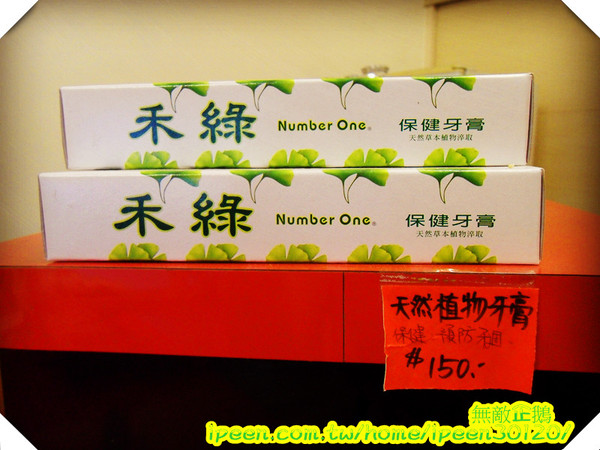 禾綠 Number One® 保健牙膏
天然草本植物淬取
禾綠 Number One® 保健牙膏
天然草本植物淬取
天然植物牙膏
保健 預防
$150.-
無敵企鵝
ipeen.com.tw/home/ipeen30120/